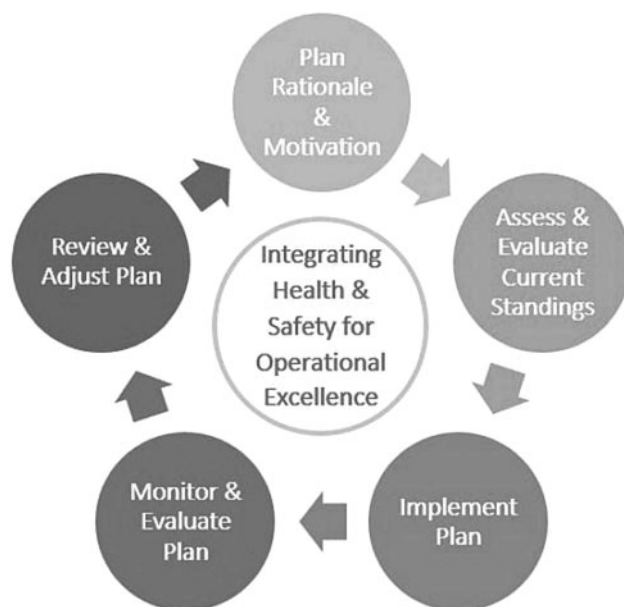 Plan
Rationale
&
Motivation
Assess &
Evaluate
Current
Standings
Implement
Plan
Monitor &
Evaluate
Plan
Review &
Adjust Plan
Integrating
Health &
Safety for
Operational
Excellence